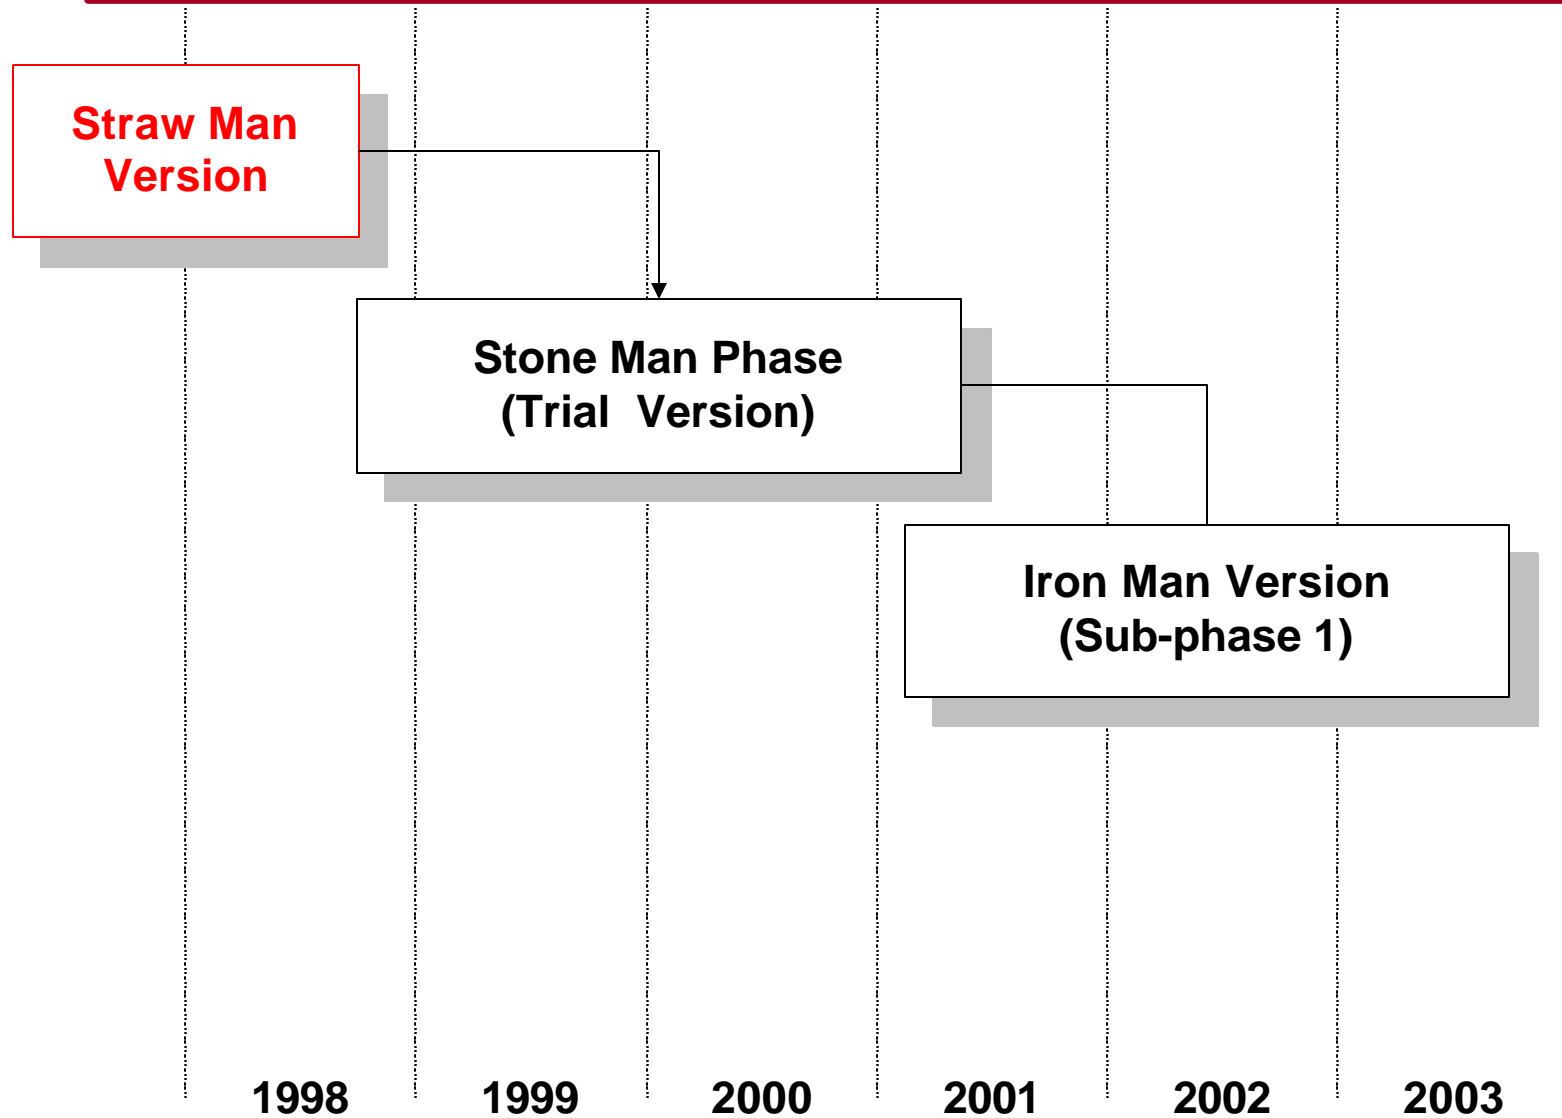 Straw Man
Version
Stone Man Phase
(Trial  Version)
Iron Man Version
(Sub-phase 1)
1998 1999 2000 2001 2002 2003